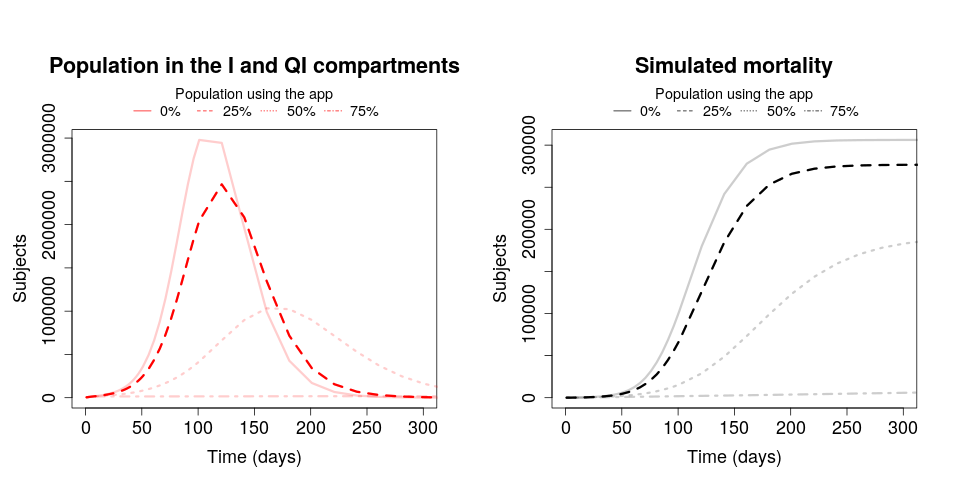 Population in the I and QI compartments
Population using the app
0% 25% 50% 75%
Subjects
0 1000000 2000000 3000000
0 50 100 150 200 250 300
Time (days)
Simulated mortality
Population using the app
0% 25% 50% 75%
Subjects
0 100000 200000 300000
0 50 100 150 200 250 300
Time (days)